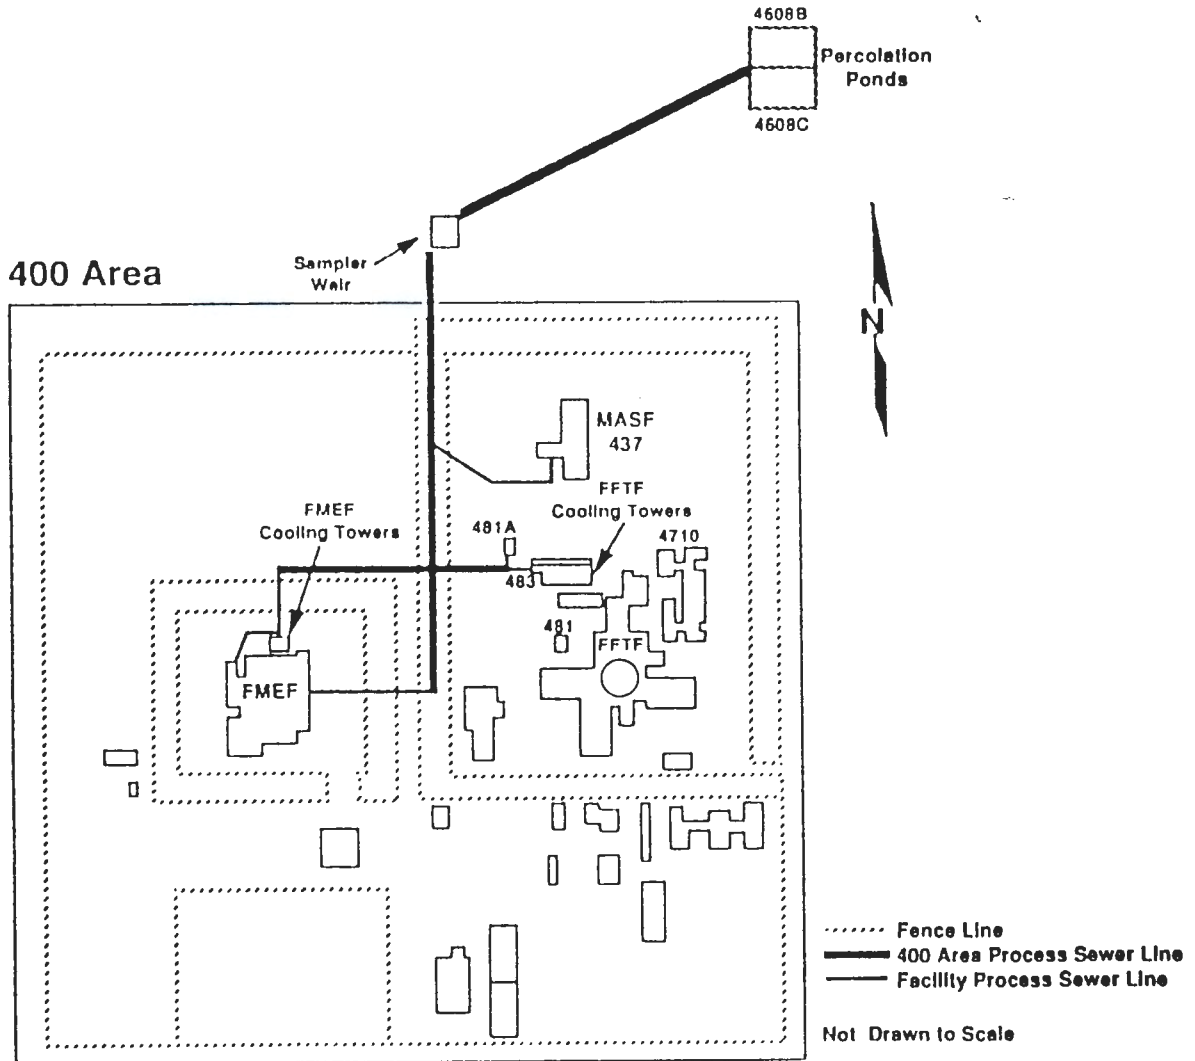 4608B
Percolation
Ponds
4608C
Sampler
Weir
400 Area
N
MASF
437
FMEF
Cooling Towers
FFTF
Cooling Towers
481A
4710
483
481
FFTF
FMEF
Fence Line
400 Area Process Sewer Line
Facility Process Sewer Line
Not Drawn to Scale